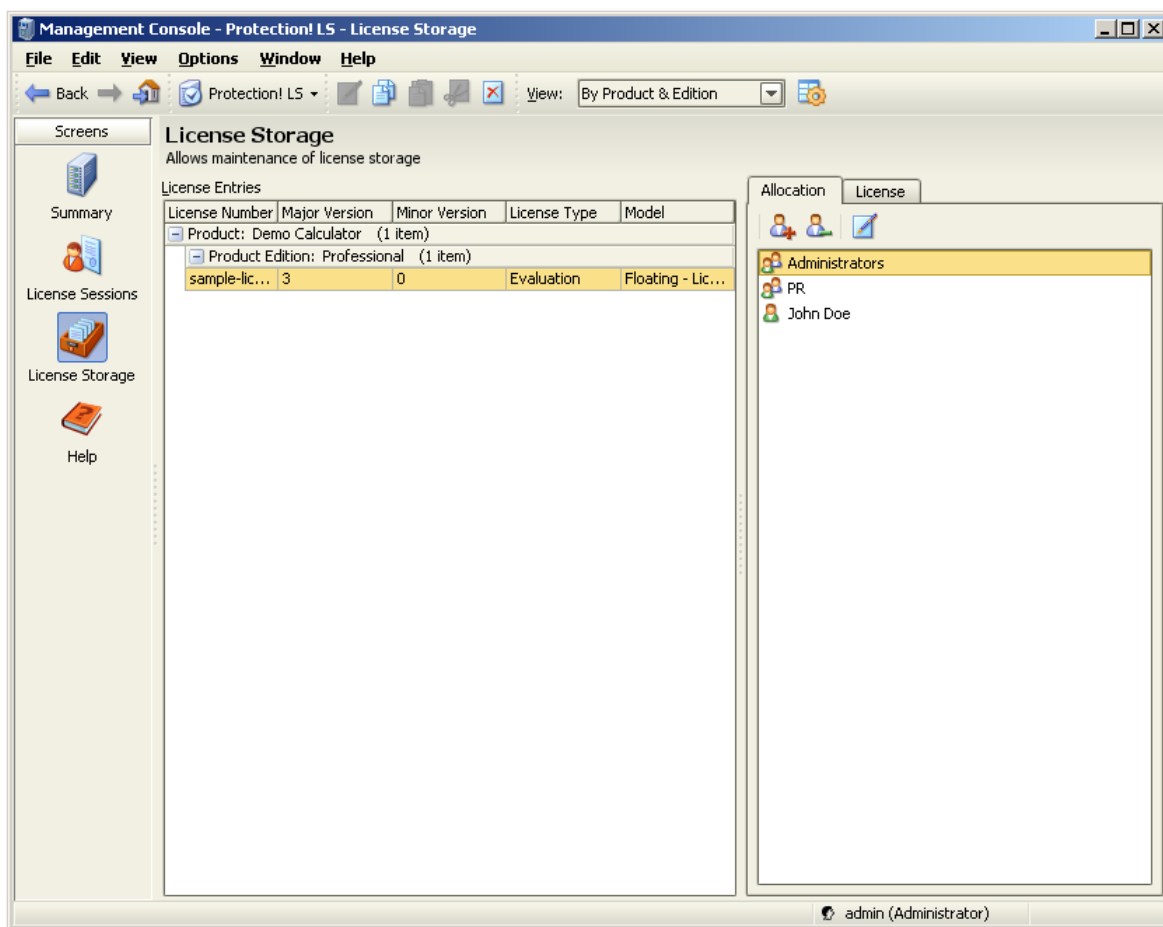 Management Console - Protection! LS - License Storage
File Edit View Options Window Help
Back Protection! LS View: By Product & Edition
Screens
Summary
License Sessions
License Storage
Help
License Storage
Allows maintenance of license storage
License Entries
License Number Major Version Minor Version License Type Model
Product: Demo Calculator (1 item)
Product Edition: Professional (1 item)
sample-lic... 3 0 Evaluation Floating - Lic...
Allocation License
Administrators
PR
John Doe
admin (Administrator)